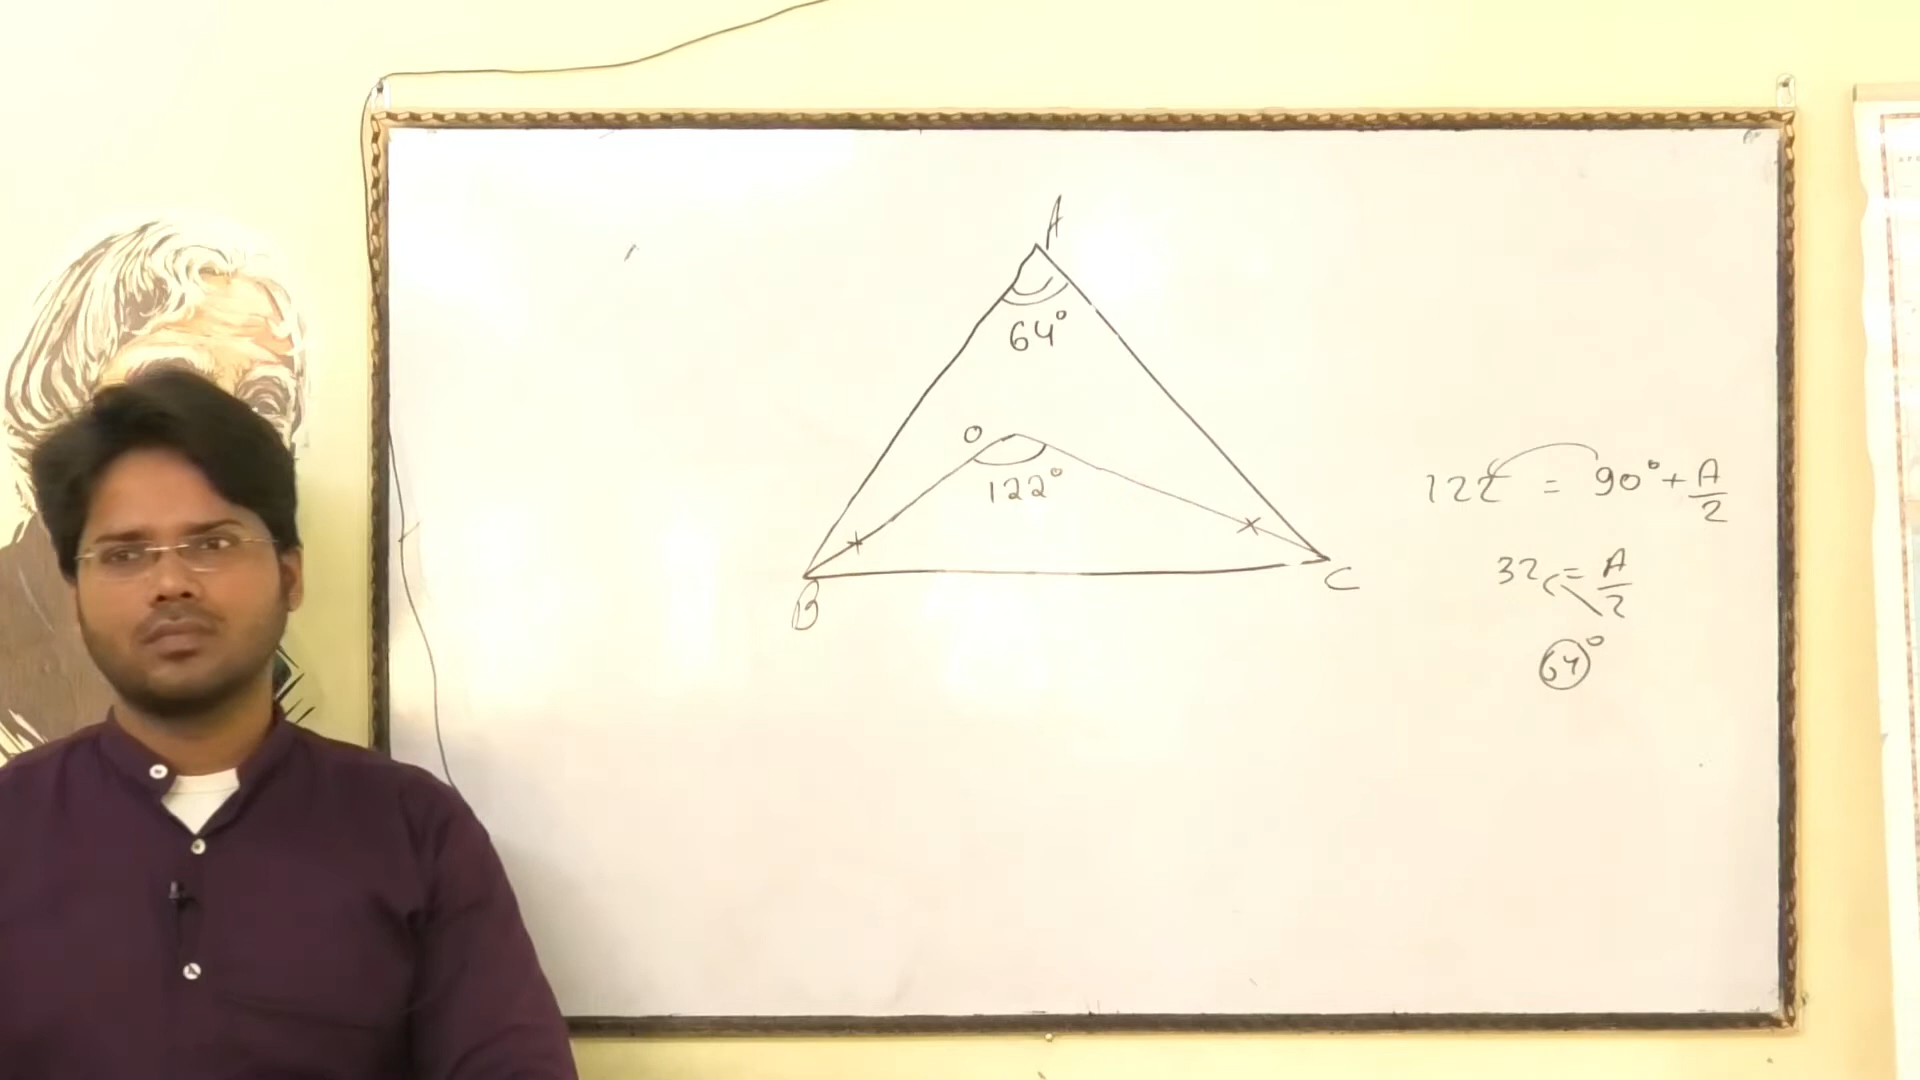 A
64°
O
122°
B
C
122 = 90° + A/2
32 = A/2
64°